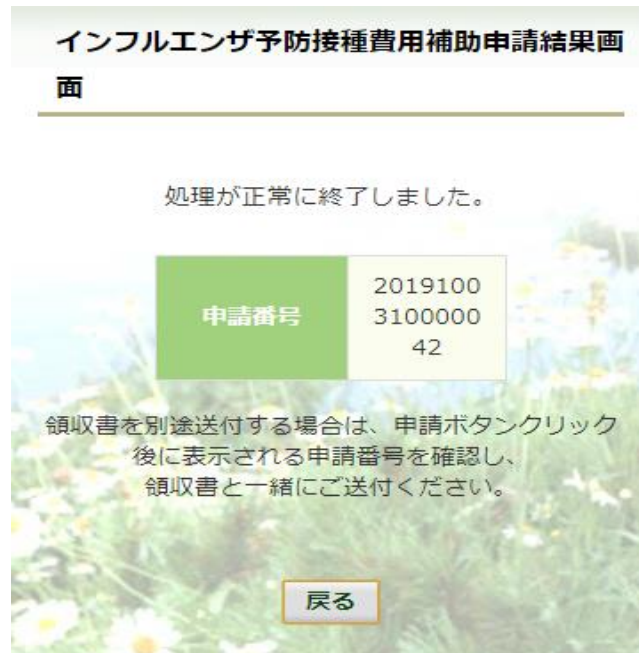 インフルエンザ予防接種費用補助申請結果画
面
処理が正常に終了しました。
申請番号
2019100
3100000
42
領収書を別途送付する場合は、申請ボタンクリック
後に表示される申請番号を確認し、
領収書と一緒にご送付ください。
戻る